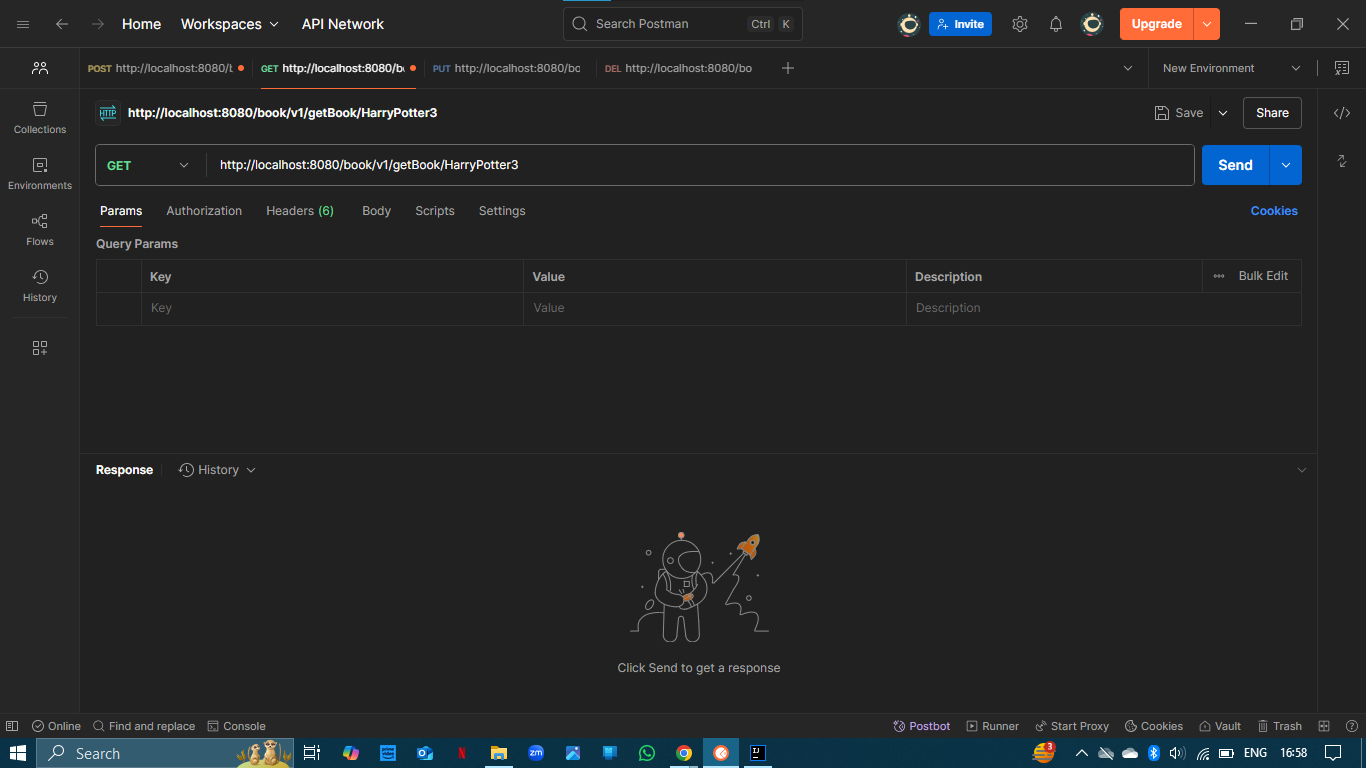 Home Workspaces API Network Search Postman Ctrl K Invite Upgrade
POST http://localhost:8080/b GET http://localhost:8080/bo PUT http://localhost:8080/bo DEL http://localhost:8080/bo New Environment
HTTP http://localhost:8080/book/v1/getBook/HarryPotter3 Save Share
Collections
GET http://localhost:8080/book/v1/getBook/HarryPotter3 Send
Environments
Params Authorization Headers (6) Body Scripts Settings Cookies
Flows
Query Params
Key Value Description Bulk Edit
History
Key Value Description
Response History
Click Send to get a response
Online Find and replace Console Postbot Runner Start Proxy Cookies Vault Trash
Search zm N IJ 3 ENG 16:58